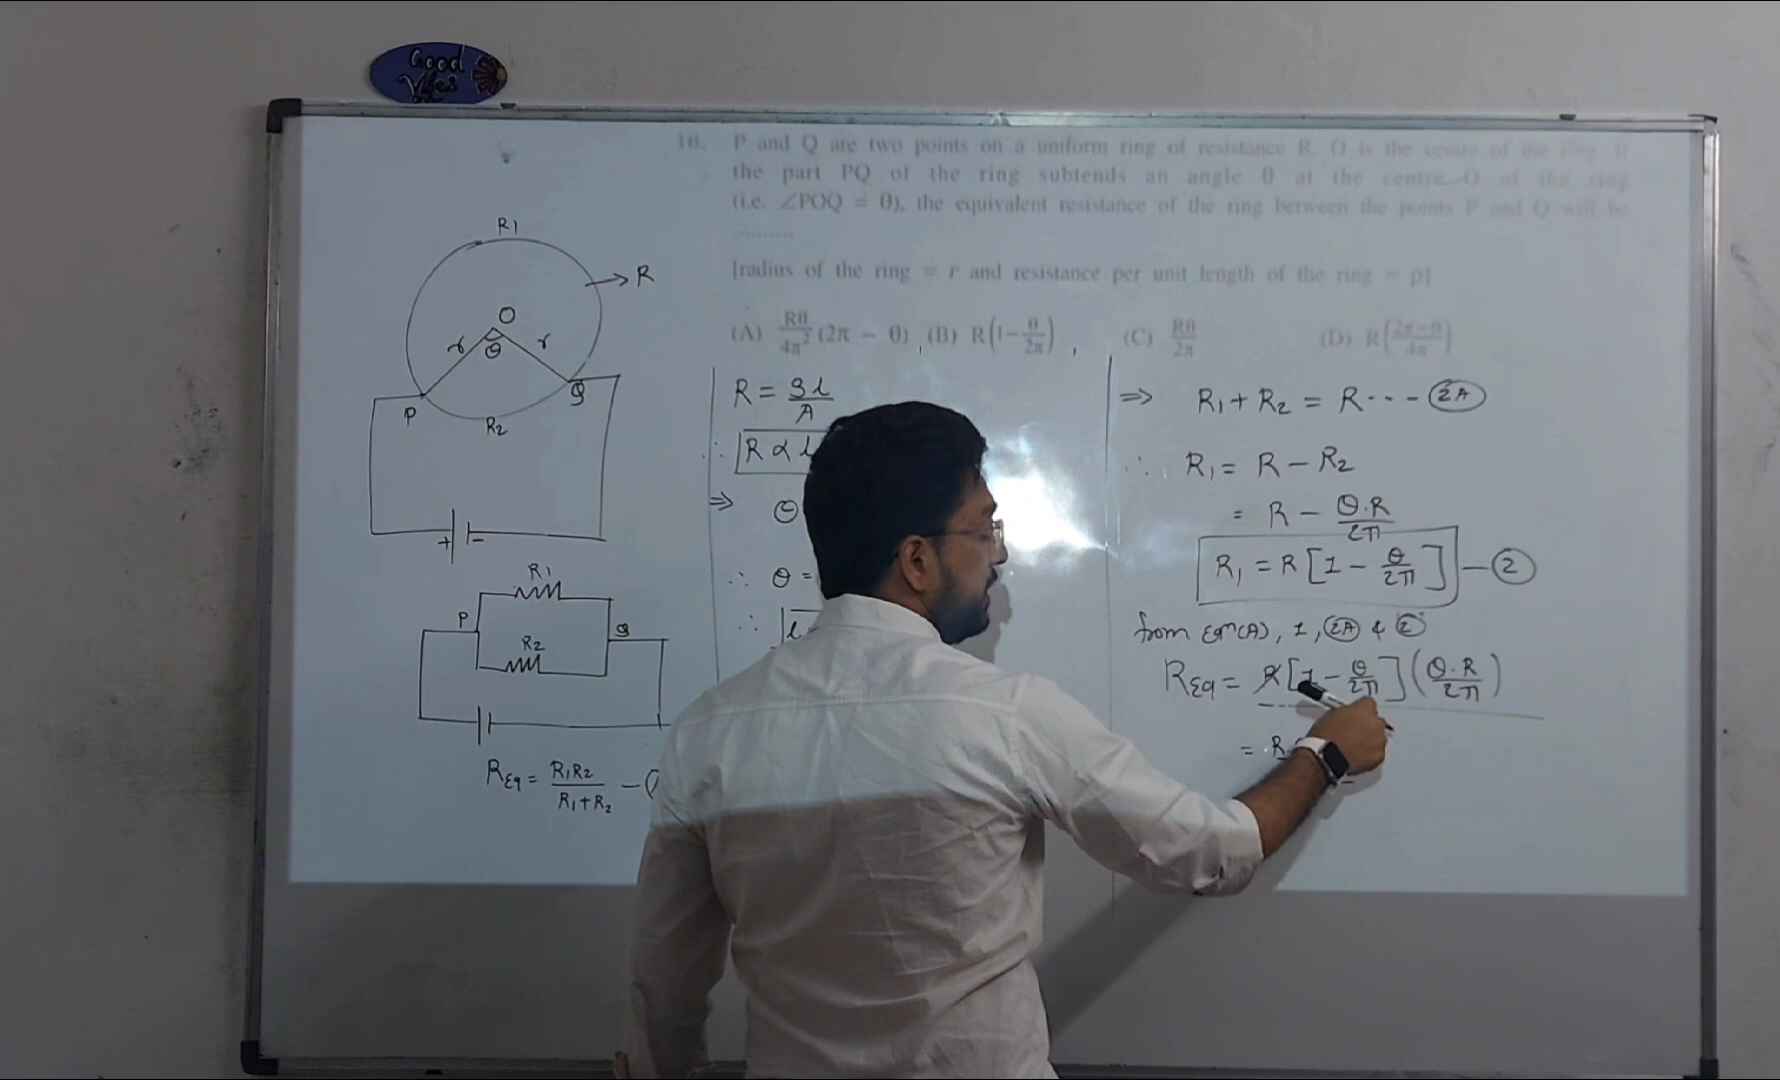 Good
Vibes
10. P and Q are two points on a uniform ring of resistance R. O is the centre of the ring. If
the part PQ of the ring subtends an angle θ at the centre O of the ring
(i.e. ∠POQ = θ), the equivalent resistance of the ring between the points P and Q will be
.........
[radius of the ring = r and resistance per unit length of the ring = ρ]
(A) Rθ/4π² (2π − θ) , (B) R(1−θ/2π) , (C) Rθ/2π (D) R(2π−θ/4π)
R1
→ R
O
r θ r
P Q
R2
+ -
R1
P Q
R2
R_Eq = R1R2/R1+R2 —
R = ρl/A
∴ R α l
⇒ θ
∴ θ =
∴ l
⇒ R1 + R2 = R --- (2A)
∴ R1 = R − R2
= R − θ.R/2π
R1 = R [1 − θ/2π] — (2)
from Eqn(A), 1, (2A) & (2)
R_Eq = R[1 − θ/2π] (θ.R/2π)
= R